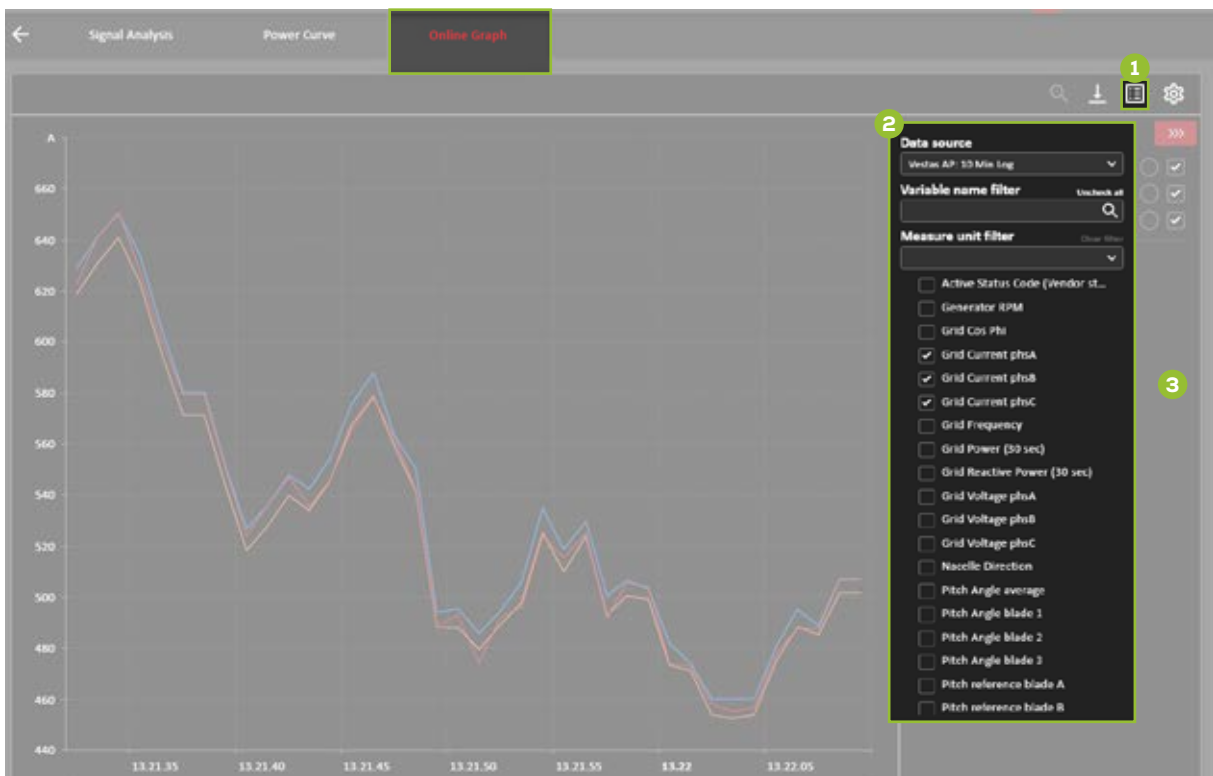 Signal Analysis
Power Curve
Online Graph
1
2
Data source
Vestas AP: 10 Min Log
Variable name filter
Uncheck all
Measure unit filter
Clear filter
Active Status Code (Vendor st...
Generator RPM
Grid Cos Phi
Grid Current phsA
Grid Current phsB
Grid Current phsC
Grid Frequency
Grid Power (30 sec)
Grid Reactive Power (30 sec)
Grid Voltage phsA
Grid Voltage phsB
Grid Voltage phsC
Nacelle Direction
Pitch Angle average
Pitch Angle blade 1
Pitch Angle blade 2
Pitch Angle blade 3
Pitch reference blade A
Pitch reference blade B
3
A
660
640
620
600
580
560
540
520
500
480
460
440
13.21.35
13.21.40
13.21.45
13.21.50
13.21.55
13.22
13.22.05